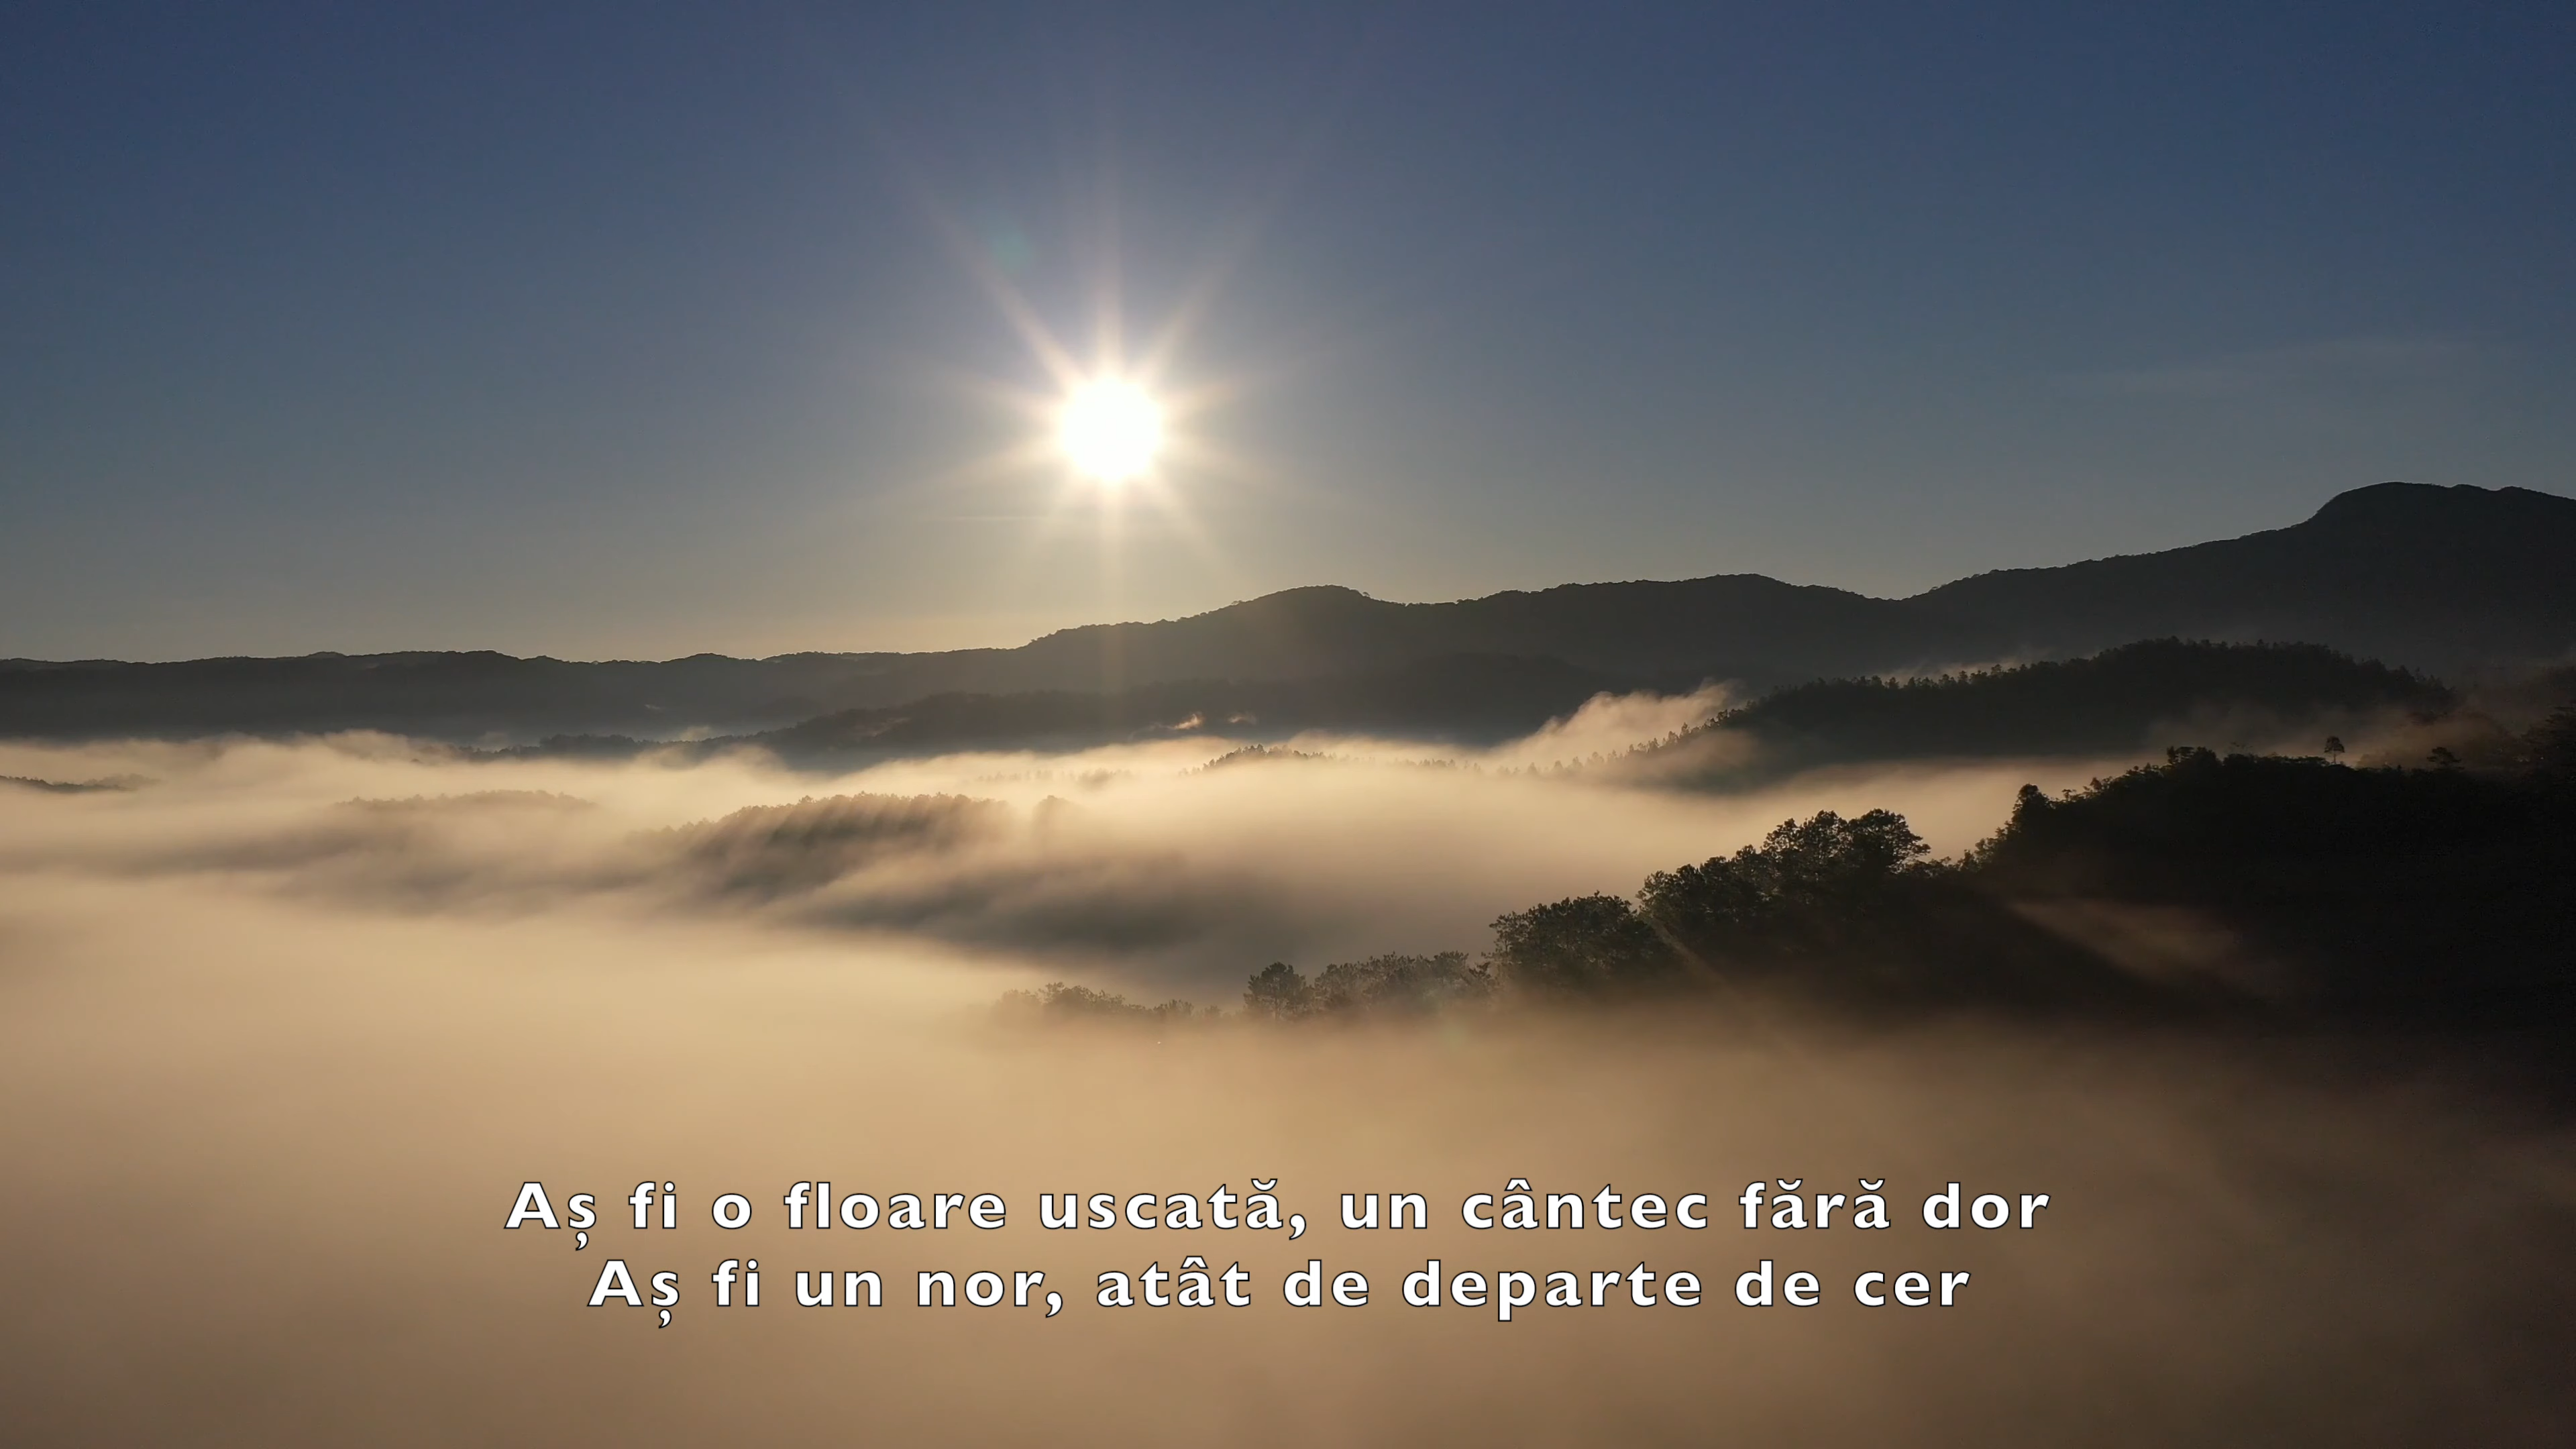 Aș fi o floare uscată, un cântec fără dor
Aș fi un nor, atât de departe de cer